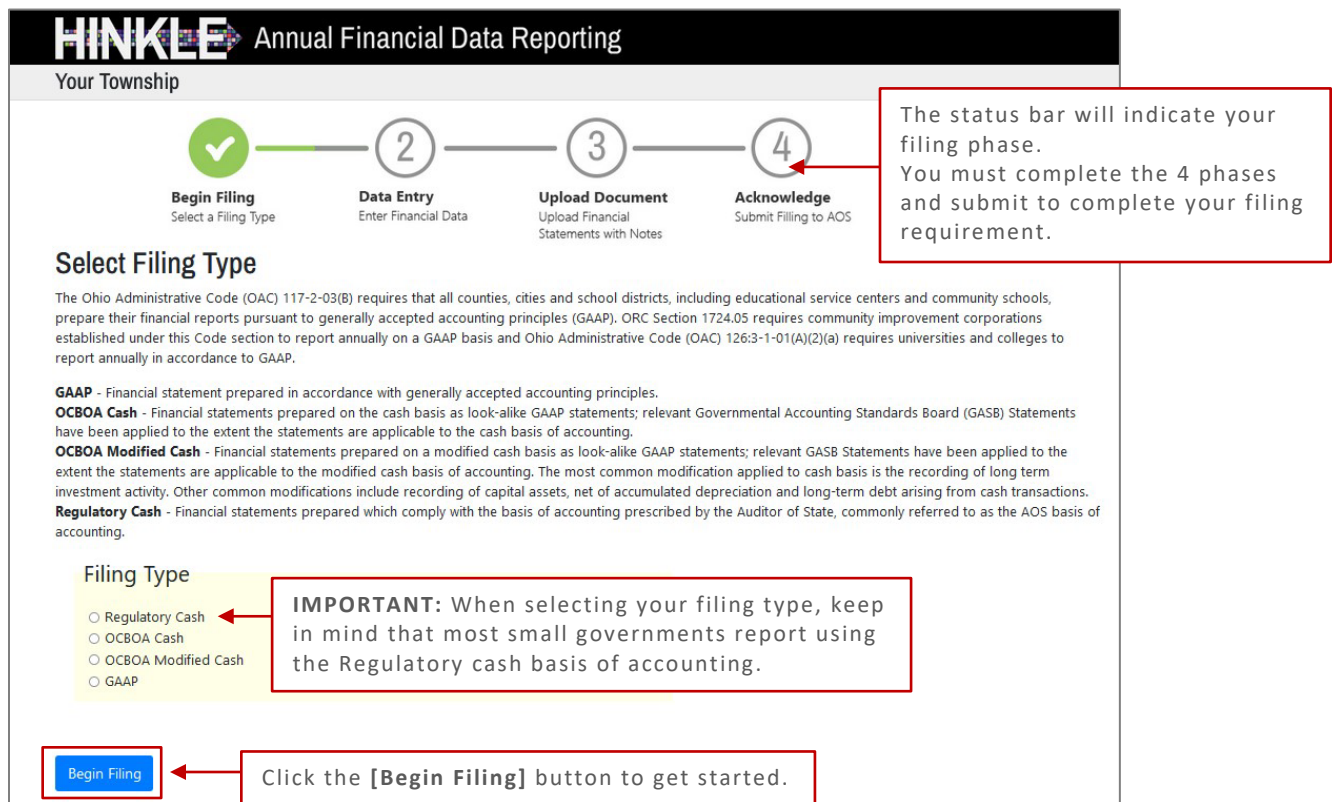 HINKLE Annual Financial Data Reporting
Your Township
2
3
4
Begin Filing
Select a Filing Type
Data Entry
Enter Financial Data
Upload Document
Upload Financial
Statements with Notes
Acknowledge
Submit Filling to AOS
The status bar will indicate your
filing phase.
You must complete the 4 phases
and submit to complete your filing
requirement.
Select Filing Type
The Ohio Administrative Code (OAC) 117-2-03(B) requires that all counties, cities and school districts, including educational service centers and community schools,
prepare their financial reports pursuant to generally accepted accounting principles (GAAP). ORC Section 1724.05 requires community improvement corporations
established under this Code section to report annually on a GAAP basis and Ohio Administrative Code (OAC) 126:3-1-01(A)(2)(a) requires universities and colleges to
report annually in accordance to GAAP.
GAAP - Financial statement prepared in accordance with generally accepted accounting principles.
OCBOA Cash - Financial statements prepared on the cash basis as look-alike GAAP statements; relevant Governmental Accounting Standards Board (GASB) Statements
have been applied to the extent the statements are applicable to the cash basis of accounting.
OCBOA Modified Cash - Financial statements prepared on a modified cash basis as look-alike GAAP statements; relevant GASB Statements have been applied to the
extent the statements are applicable to the modified cash basis of accounting. The most common modification applied to cash basis is the recording of long term
investment activity. Other common modifications include recording of capital assets, net of accumulated depreciation and long-term debt arising from cash transactions.
Regulatory Cash - Financial statements prepared which comply with the basis of accounting prescribed by the Auditor of State, commonly referred to as the AOS basis of
accounting.
Filing Type
Regulatory Cash
OCBOA Cash
OCBOA Modified Cash
GAAP
IMPORTANT: When selecting your filing type, keep
in mind that most small governments report using
the Regulatory cash basis of accounting.
Begin Filing
Click the [Begin Filing] button to get started.